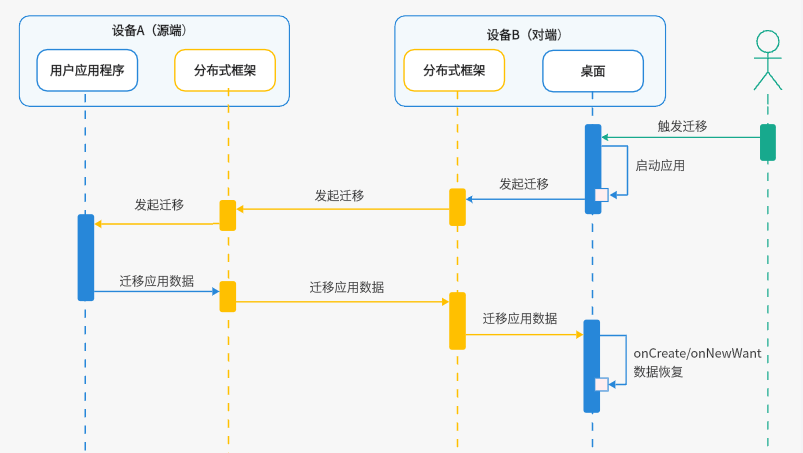 设备A（源端）
设备B（对端）
用户应用程序
分布式框架
分布式框架
桌面
触发迁移
启动应用
发起迁移
发起迁移
发起迁移
迁移应用数据
迁移应用数据
迁移应用数据
onCreate/onNewWant
数据恢复